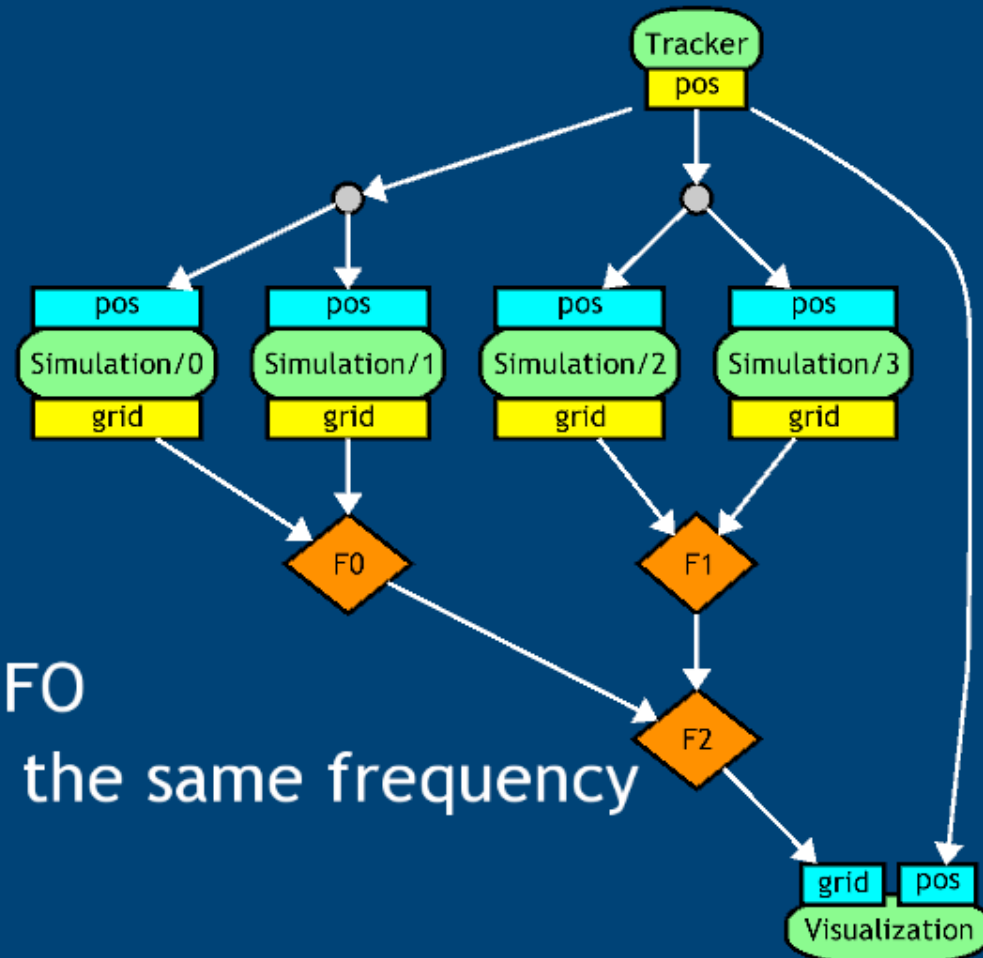 Tracker
pos
pos pos pos pos
Simulation/0 Simulation/1 Simulation/2 Simulation/3
grid grid grid grid
F0 F1
FO
F2
the same frequency
grid pos
Visualization